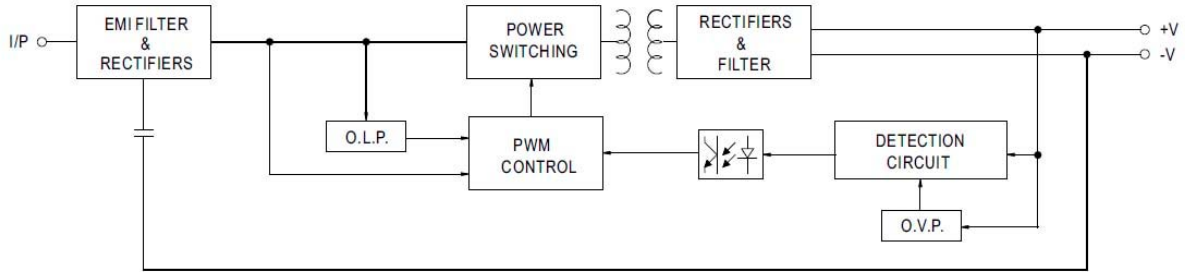 I/P
EMI FILTER
&
RECTIFIERS
POWER
SWITCHING
RECTIFIERS
&
FILTER
+V
-V
O.L.P.
PWM
CONTROL
DETECTION
CIRCUIT
O.V.P.